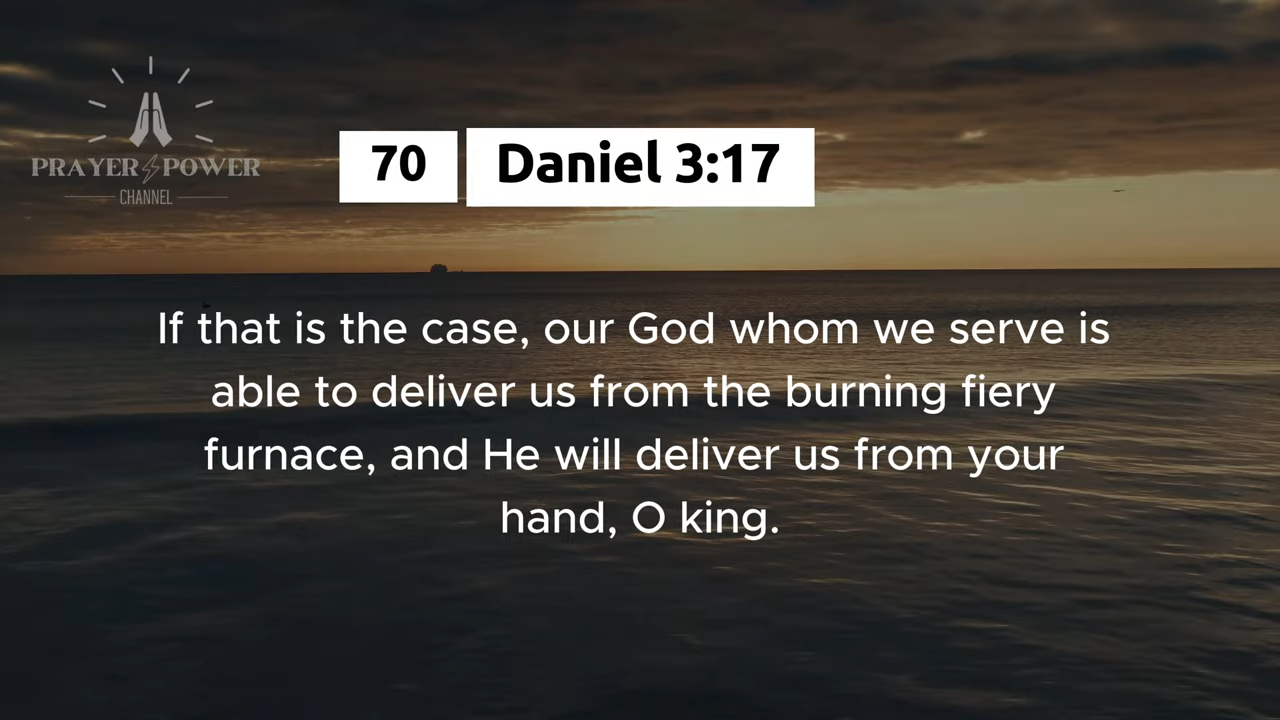 PRAYER POWER
CHANNEL
70 Daniel 3:17
If that is the case, our God whom we serve is
able to deliver us from the burning fiery
furnace, and He will deliver us from your
hand, O king.